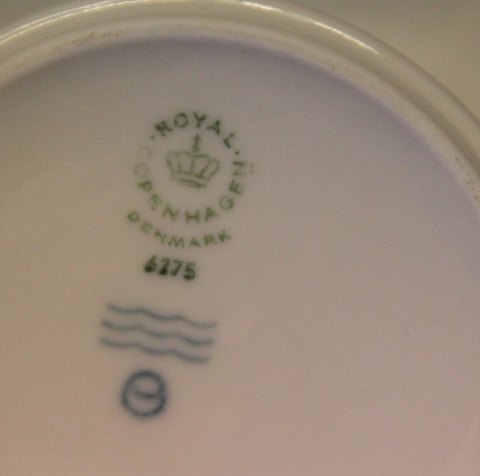 ROYAL
COPENHAGEN
DENMARK
6275